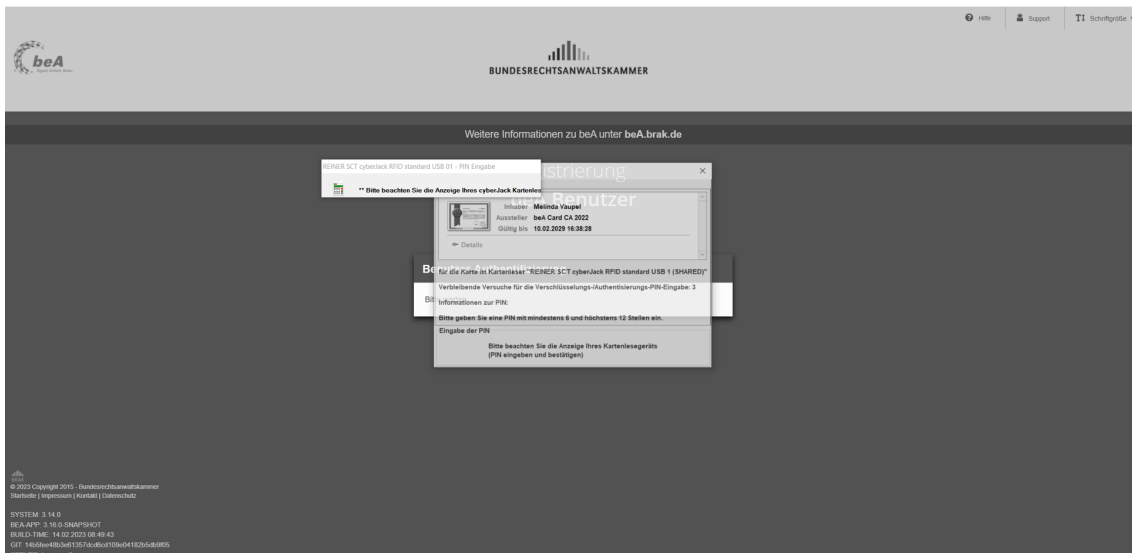 Hilfe
Support
Schriftgröße
beA
BUNDESRECHTSANWALTSKAMMER
Weitere Informationen zu beA unter beA.brak.de
REINER SCT cyberJack RFID standard USB 01 - PIN Eingabe
** Bitte beachten Sie die Anzeige Ihres cyberJack Kartenles
istrierung
beA Benutzer
Inhaber Melinda Vaupel
Aussteller beA Card CA 2022
Gültig bis 10.02.2029 16:38:28
Details
für die Karte in Kartenleser "REINER SCT cyberJack RFID standard USB 1 (SHARED)"
Verbleibende Versuche für die Verschlüsselungs-/Authentisierungs-PIN-Eingabe: 3
Informationen zur PIN:
Bitte geben Sie eine PIN mit mindestens 6 und höchstens 12 Stellen ein.
Eingabe der PIN
Bitte beachten Sie die Anzeige Ihres Kartenlesegeräts
(PIN eingeben und bestätigen)
BRAK
© 2023 Copyright 2015 - Bundesrechtsanwaltskammer
Startseite | Impressum | Kontakt | Datenschutz
SYSTEM: 3.14.0
BEA-APP: 3.16.0-SNAPSHOT
BUILD-TIME: 14.02.2023 08:49:43